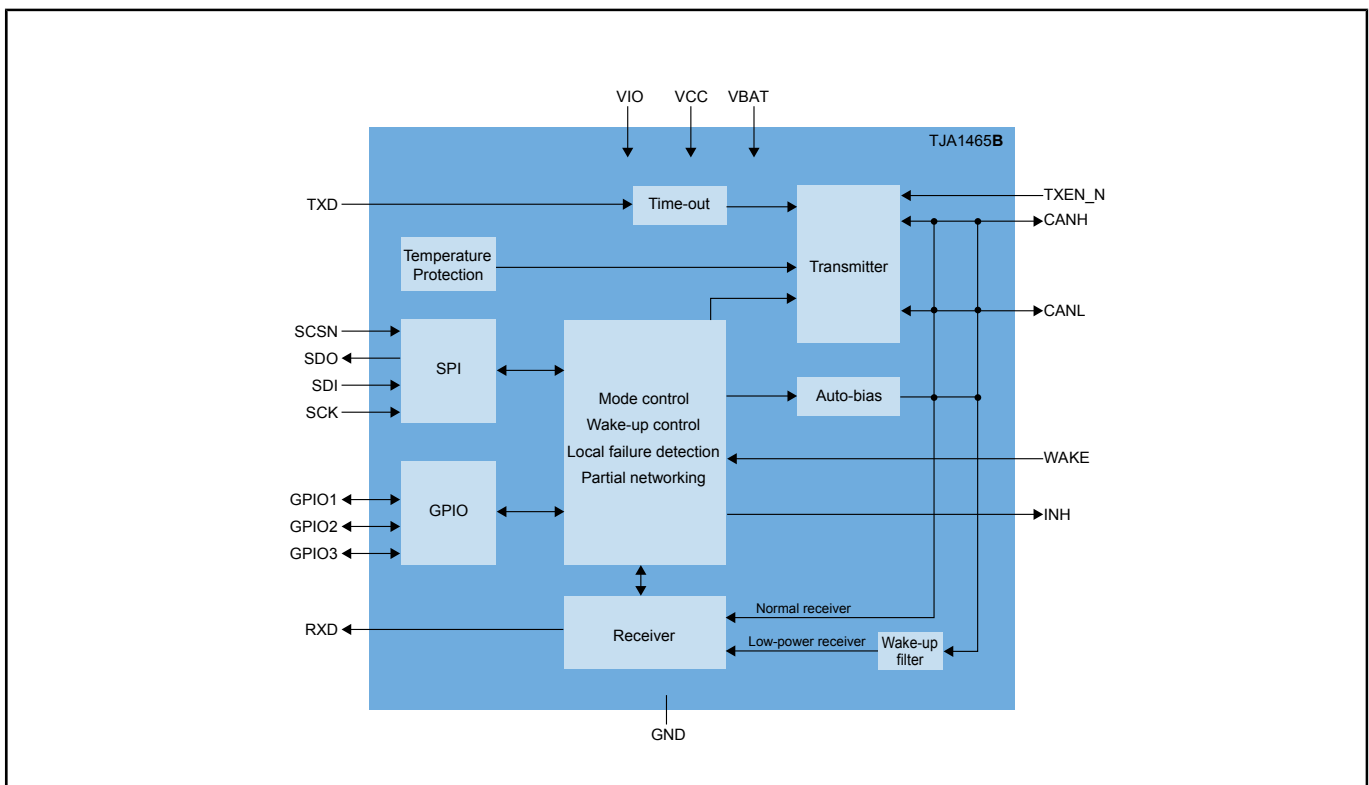 VIO VCC VBAT
TJA1465B
TXD
Time-out
TXEN_N
CANH
Temperature
Protection
Transmitter
SCSN
SDO
SDI
SCK
SPI
CANL
Mode control
Wake-up control
Local failure detection
Partial networking
Auto-bias
WAKE
GPIO1
GPIO2
GPIO3
GPIO
INH
RXD
Receiver
Normal receiver
Low-power receiver
Wake-up
filter
GND